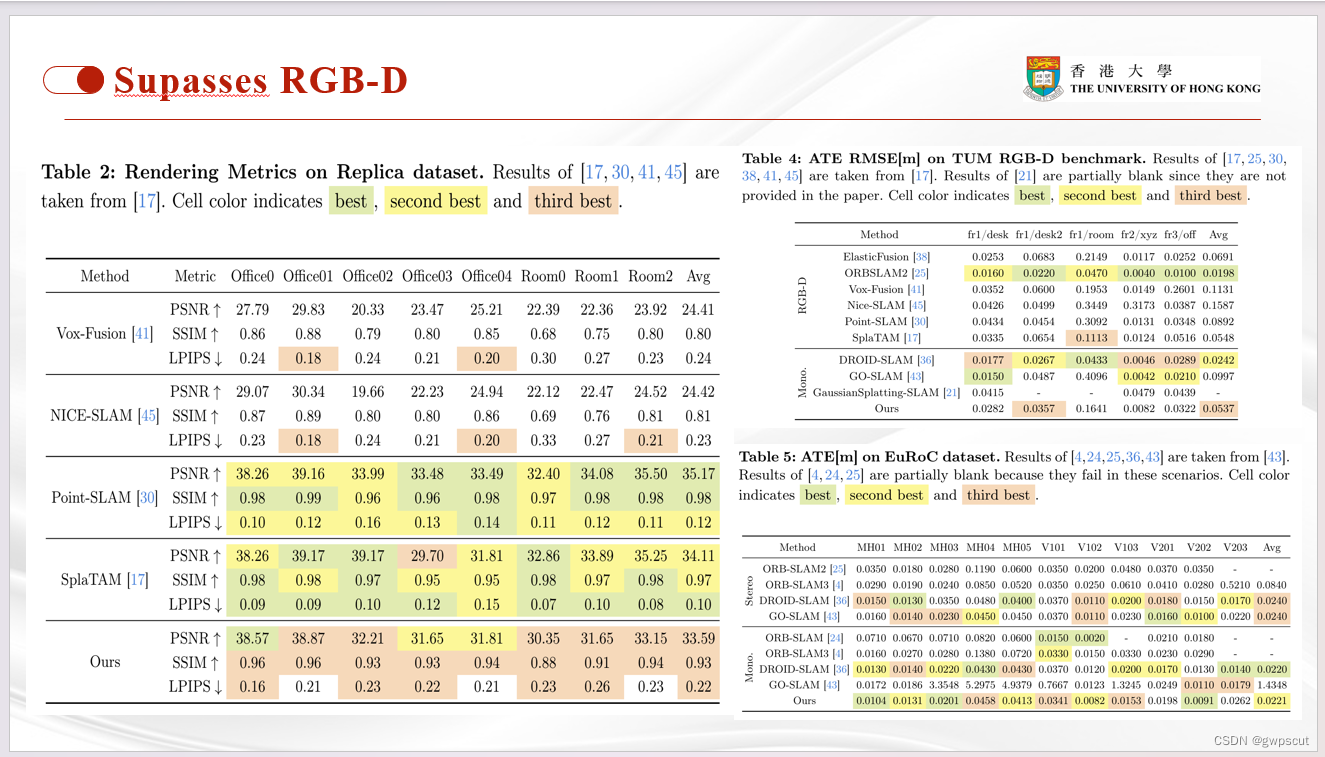 Supasses RGB-D
香 港 大 學
THE UNIVERSITY OF HONG KONG
Table 2: Rendering Metrics on Replica dataset. Results of [17, 30, 41, 45] are
taken from [17]. Cell color indicates best , second best and third best .
Method Metric Office0 Office01 Office02 Office03 Office04 Room0 Room1 Room2 Avg
PSNR ↑ 27.79 29.83 20.33 23.47 25.21 22.39 22.36 23.92 24.41
Vox-Fusion [41] SSIM ↑ 0.86 0.88 0.79 0.80 0.85 0.68 0.75 0.80 0.80
LPIPS ↓ 0.24 0.18 0.24 0.21 0.20 0.30 0.27 0.23 0.24
PSNR ↑ 29.07 30.34 19.66 22.23 24.94 22.12 22.47 24.52 24.42
NICE-SLAM [45] SSIM ↑ 0.87 0.89 0.80 0.80 0.86 0.69 0.76 0.81 0.81
LPIPS ↓ 0.23 0.18 0.24 0.21 0.20 0.33 0.27 0.21 0.23
PSNR ↑ 38.26 39.16 33.99 33.48 33.49 32.40 34.08 35.50 35.17
Point-SLAM [30] SSIM ↑ 0.98 0.99 0.96 0.96 0.98 0.97 0.98 0.98 0.98
LPIPS ↓ 0.10 0.12 0.16 0.13 0.14 0.11 0.12 0.11 0.12
PSNR ↑ 38.26 39.17 39.17 29.70 31.81 32.86 33.89 35.25 34.11
SplaTAM [17] SSIM ↑ 0.98 0.98 0.97 0.95 0.95 0.98 0.97 0.98 0.97
LPIPS ↓ 0.09 0.09 0.10 0.12 0.15 0.07 0.10 0.08 0.10
PSNR ↑ 38.57 38.87 32.21 31.65 31.81 30.35 31.65 33.15 33.59
Ours SSIM ↑ 0.96 0.96 0.93 0.93 0.94 0.88 0.91 0.94 0.93
LPIPS ↓ 0.16 0.21 0.23 0.22 0.21 0.23 0.26 0.23 0.22
Table 4: ATE RMSE[m] on TUM RGB-D benchmark. Results of [17, 25, 30,
38, 41, 45] are taken from [17]. Results of [21] are partially blank since they are not
provided in the paper. Cell color indicates best , second best and third best .
Method fr1/desk fr1/desk2 fr1/room fr2/xyz fr3/off Avg
RGB-D
ElasticFusion [38] 0.0253 0.0683 0.2149 0.0117 0.0252 0.0691
ORBSLAM2 [25] 0.0160 0.0220 0.0470 0.0040 0.0100 0.0198
Vox-Fusion [41] 0.0352 0.0600 0.1953 0.0149 0.2601 0.1131
Nice-SLAM [45] 0.0426 0.0499 0.3449 0.3173 0.0387 0.1587
Point-SLAM [30] 0.0434 0.0454 0.3092 0.0131 0.0348 0.0892
SplaTAM [17] 0.0335 0.0654 0.1113 0.0124 0.0516 0.0548
Mono.
DROID-SLAM [36] 0.0177 0.0267 0.0433 0.0046 0.0289 0.0242
GO-SLAM [43] 0.0150 0.0487 0.4096 0.0042 0.0210 0.0997
GaussianSplatting-SLAM [21] 0.0415 - - 0.0479 0.0439 -
Ours 0.0282 0.0357 0.1641 0.0082 0.0322 0.0537
Table 5: ATE[m] on EuRoC dataset. Results of [4,24,25,36,43] are taken from [43].
Results of [4,24,25] are partially blank because they fail in these scenarios. Cell color
indicates best , second best and third best .
Method MH01 MH02 MH03 MH04 MH05 V101 V102 V103 V201 V202 V203 Avg
Stereo
ORB-SLAM2 [25] 0.0350 0.0180 0.0280 0.1190 0.0600 0.0350 0.0200 0.0480 0.0370 0.0350 - -
ORB-SLAM3 [4] 0.0290 0.0190 0.0240 0.0850 0.0520 0.0350 0.0250 0.0610 0.0410 0.0280 0.5210 0.0840
DROID-SLAM [36] 0.0150 0.0130 0.0350 0.0480 0.0400 0.0370 0.0110 0.0200 0.0180 0.0150 0.0170 0.0240
GO-SLAM [43] 0.0160 0.0140 0.0230 0.0450 0.0450 0.0370 0.0110 0.0230 0.0160 0.0100 0.0220 0.0240
Mono.
ORB-SLAM [24] 0.0710 0.0670 0.0710 0.0820 0.0600 0.0150 0.0020 - 0.0210 0.0180 - -
ORB-SLAM3 [4] 0.0160 0.0270 0.0280 0.1380 0.0720 0.0330 0.0150 0.0330 0.0230 0.0290 - -
DROID-SLAM [36] 0.0130 0.0140 0.0220 0.0430 0.0430 0.0370 0.0120 0.0200 0.0170 0.0130 0.0140 0.0220
GO-SLAM [43] 0.0172 0.0186 3.3548 5.2975 4.9379 0.7667 0.0123 1.3245 0.0249 0.0110 0.0179 1.4348
Ours 0.0104 0.0131 0.0201 0.0458 0.0413 0.0341 0.0082 0.0153 0.0198 0.0091 0.0262 0.0221
CSDN @gwpscut